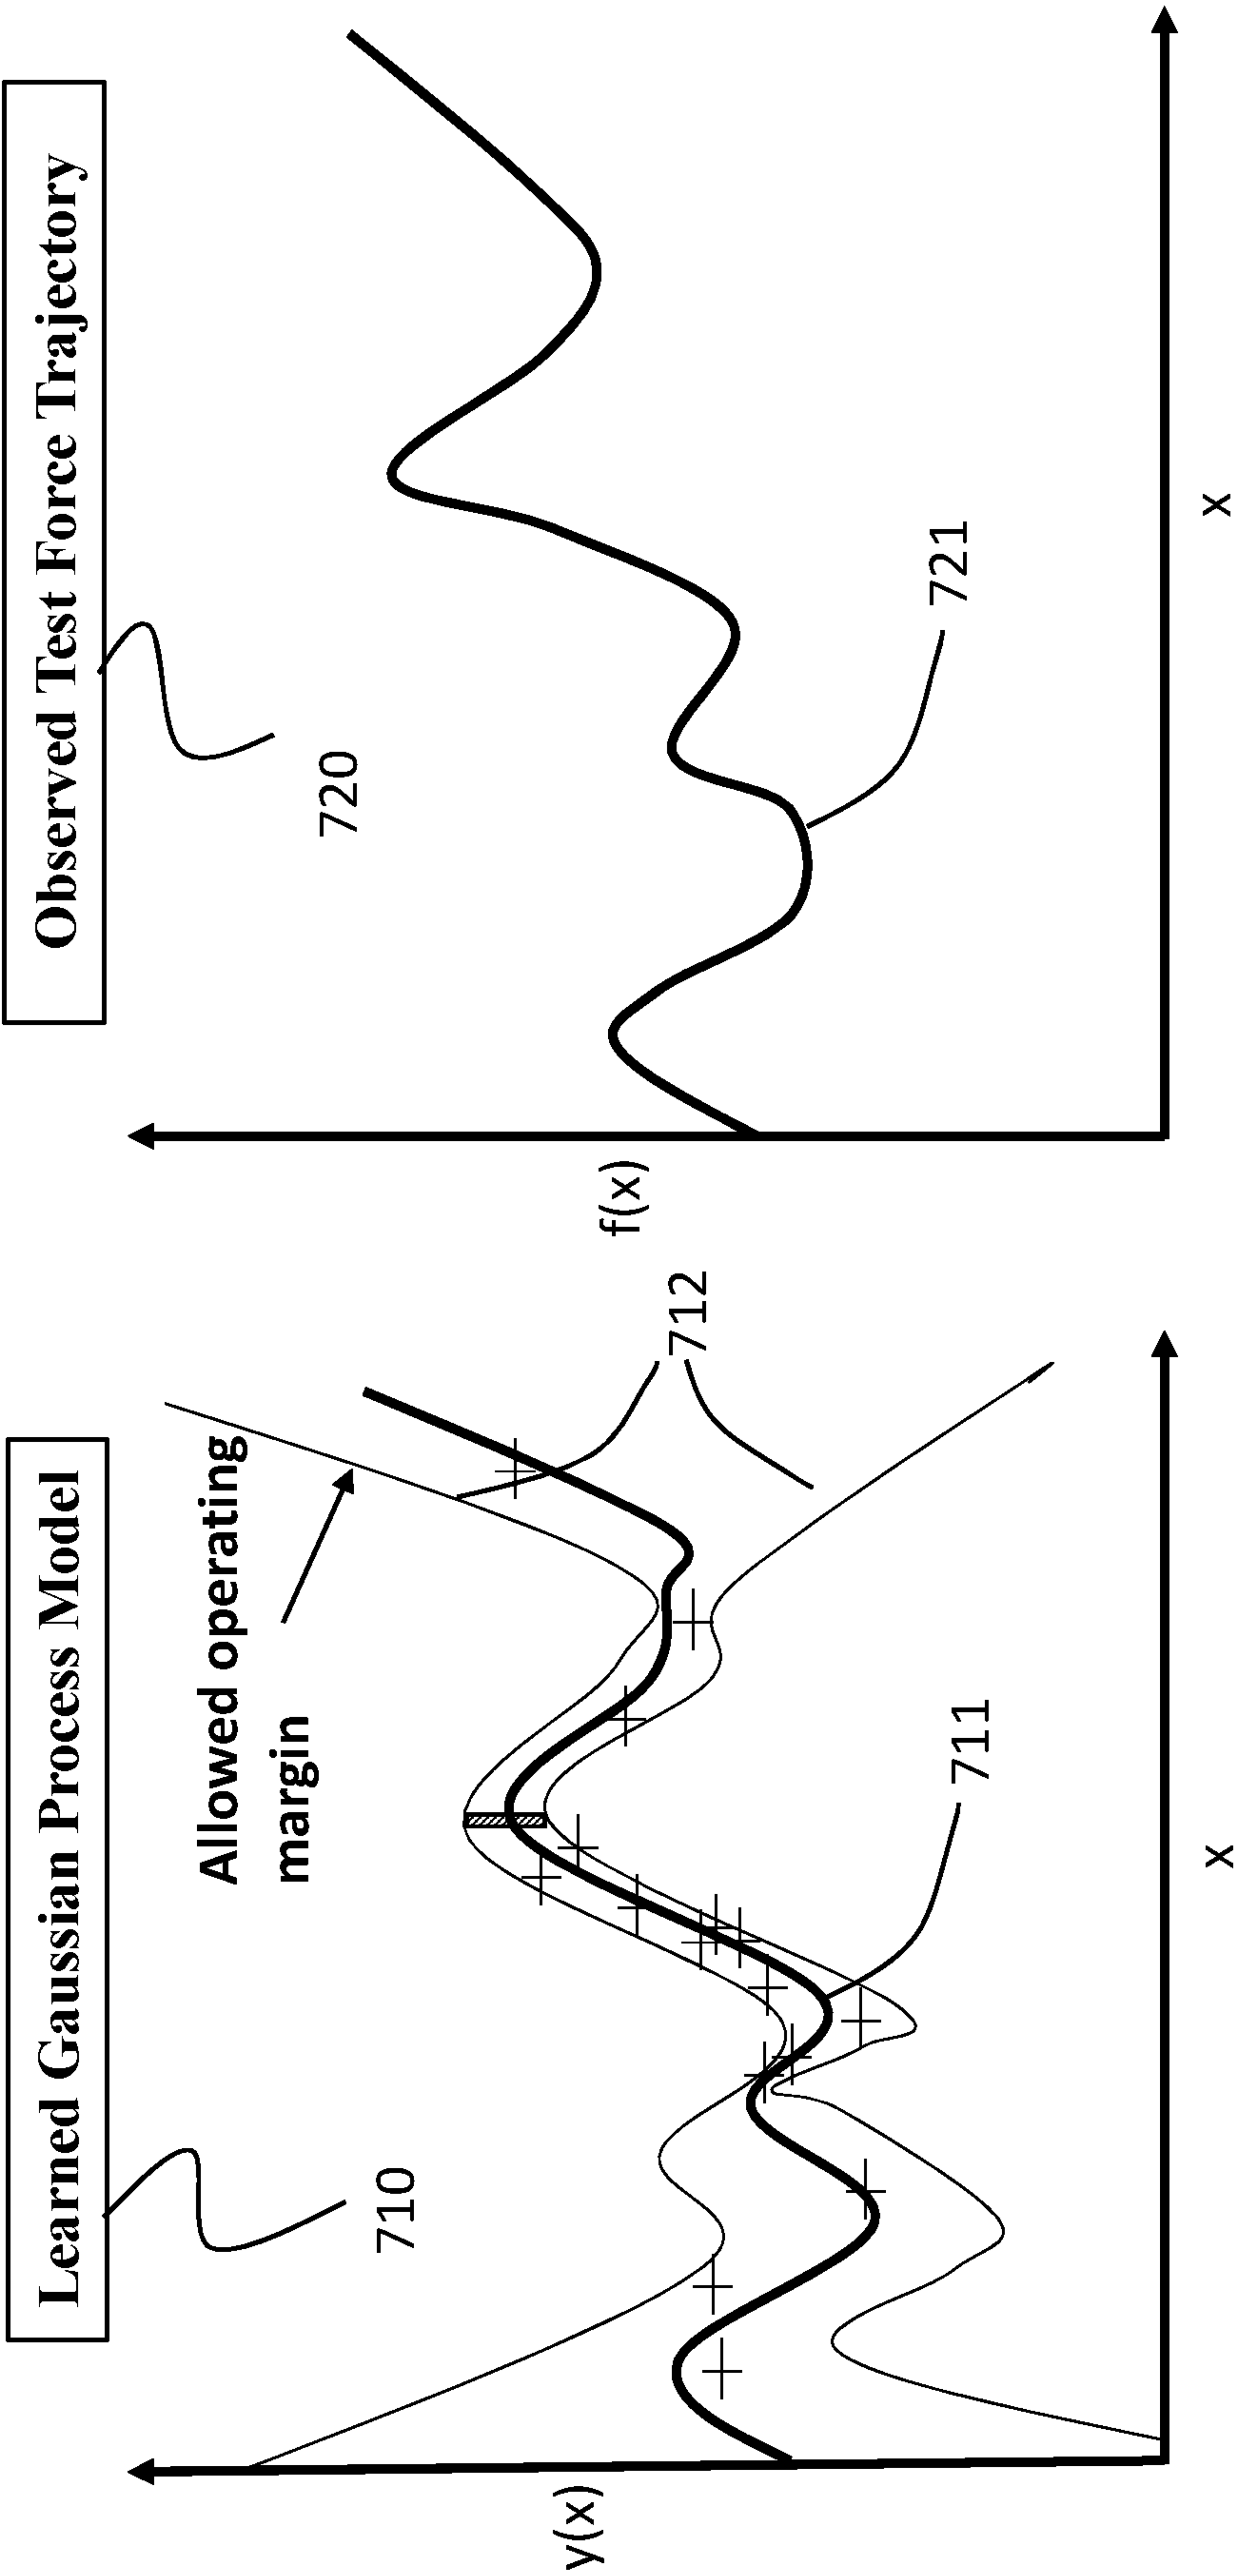 Learned Gaussian Process Model
710
Allowed operating
margin
712
711
y(x)
x
Observed Test Force Trajectory
720
721
f(x)
x